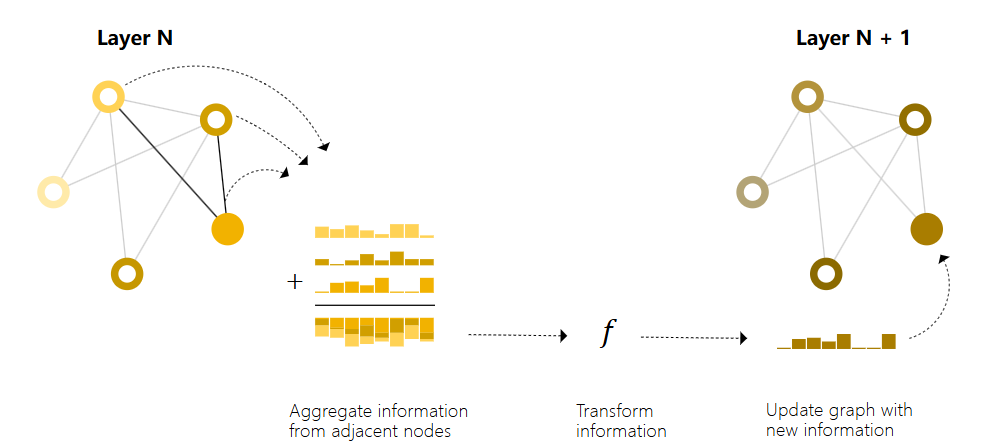 Layer N
Layer N + 1
+
f
Aggregate information
from adjacent nodes
Transform
information
Update graph with
new information